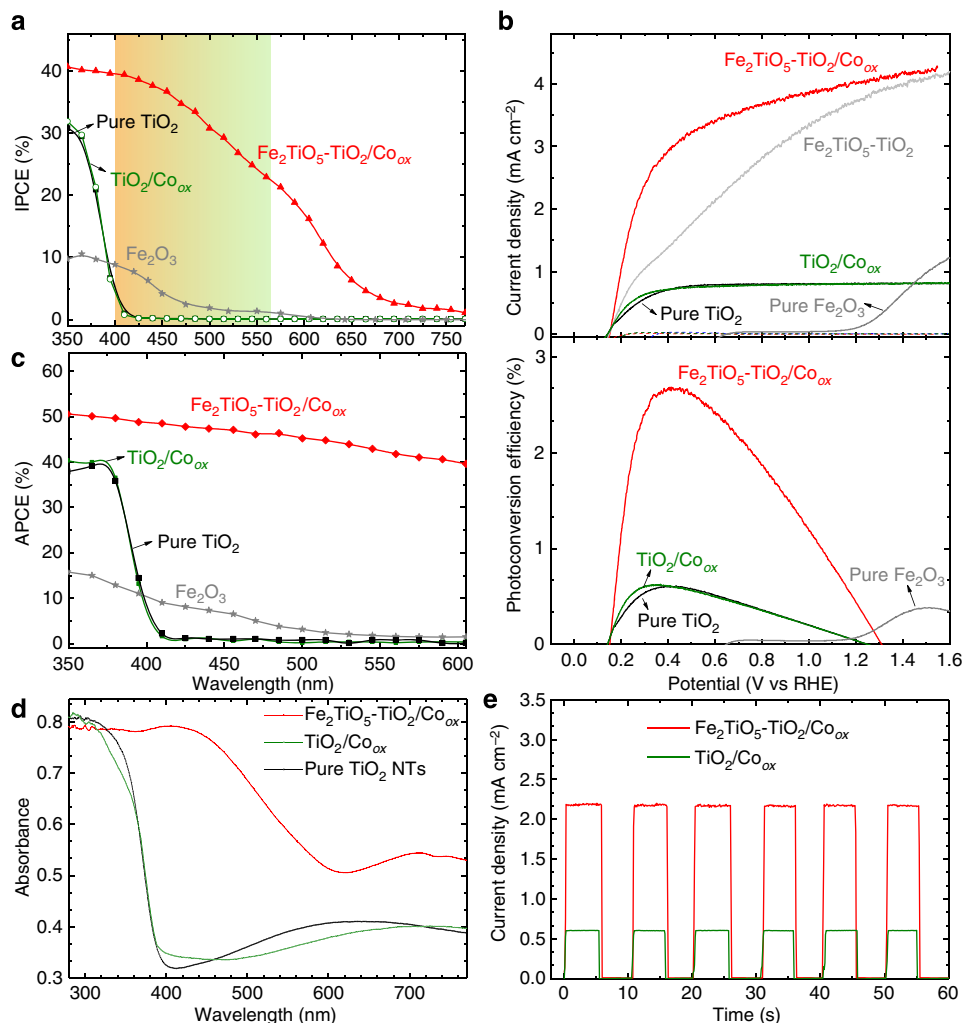 a
IPCE (%)
40
30
20
10
0
350 400 450 500 550 600 650 700 750
Pure TiO2
TiO2/Coox
Fe2O3
Fe2TiO5-TiO2/Coox
b
Current density (mA cm−2)
4
3
2
1
0
Fe2TiO5-TiO2/Coox
Fe2TiO5-TiO2
TiO2/Coox
Pure TiO2
Pure Fe2O3
Photoconversion efficiency (%)
3
2
1
0
Fe2TiO5-TiO2/Coox
TiO2/Coox
Pure TiO2
Pure Fe2O3
0.0 0.2 0.4 0.6 0.8 1.0 1.2 1.4 1.6
Potential (V vs RHE)
c
APCE (%)
60
50
40
30
20
10
0
Fe2TiO5-TiO2/Coox
TiO2/Coox
Pure TiO2
Fe2O3
350 400 450 500 550 600
Wavelength (nm)
d
Absorbance
0.8
0.7
0.6
0.5
0.4
0.3
Fe2TiO5-TiO2/Coox
TiO2/Coox
Pure TiO2 NTs
300 400 500 600 700
Wavelength (nm)
e
Current density (mA cm−2)
3.5
3.0
2.5
2.0
1.5
1.0
0.5
0.0
Fe2TiO5-TiO2/Coox
TiO2/Coox
0 10 20 30 40 50 60
Time (s)